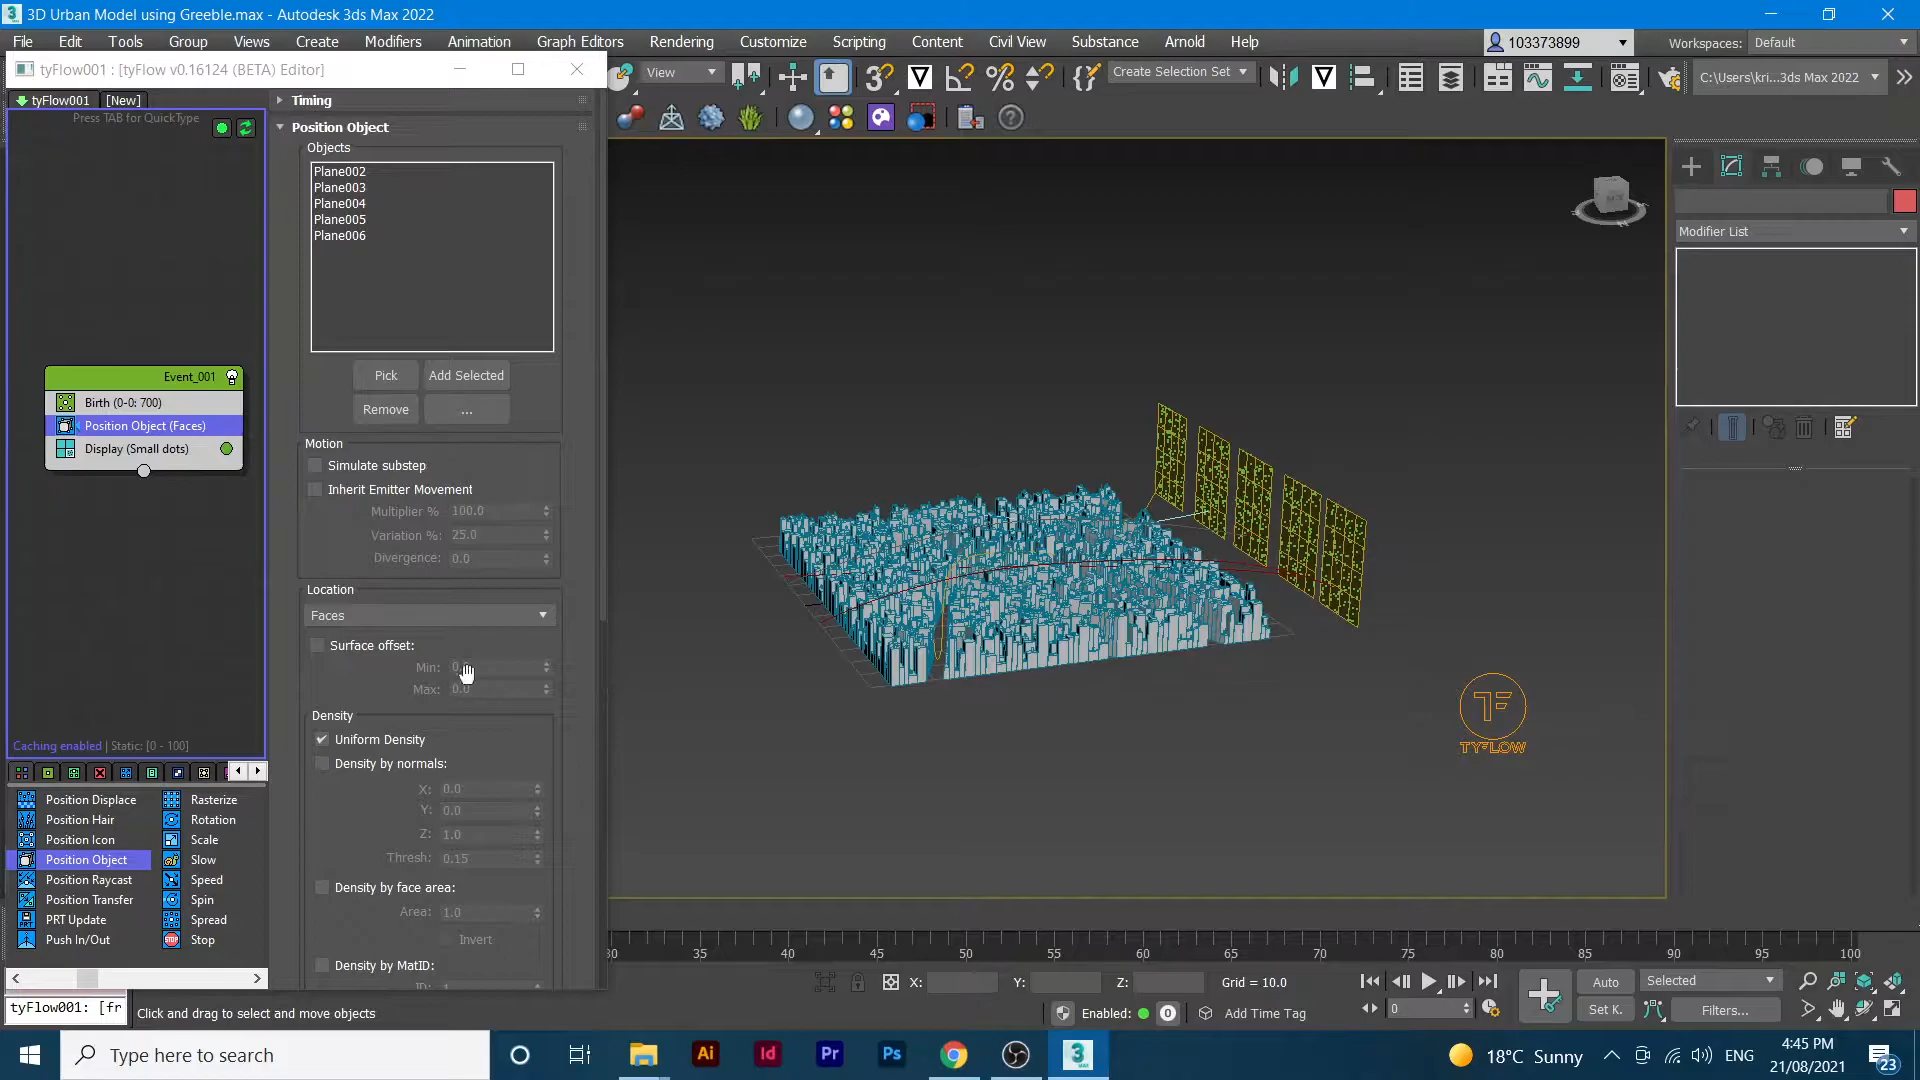 3D Urban Model using Greeble.max - Autodesk 3ds Max 2022
File Edit Tools Group Views Create Modifiers Animation Graph Editors Rendering Customize Scripting Content Civil View Substance Arnold Help
103373899
Workspaces: Default
tyFlow001 : [tyFlow v0.16124 (BETA) Editor]
View
Create Selection Set
C:\Users\kri...3ds Max 2022
tyFlow001 [New]
Press TAB for QuickType
Timing
Position Object
Objects
Plane002
Plane003
Plane004
Plane005
Plane006
Pick Add Selected
Remove ...
Event_001
Birth (0-0: 700)
Position Object (Faces)
Display (Small dots)
Motion
Simulate substep
Inherit Emitter Movement
Multiplier % 100.0
Variation %: 25.0
Divergence: 0.0
Location
Faces
Surface offset:
Min:
Max: 0.0
Density
Uniform Density
Density by normals:
X: 0.0
Y: 0.0
Z: 1.0
Thresh: 0.15
Density by face area:
Area: 1.0
Invert
Density by MatID:
Caching enabled | Static: [0 - 100]
Position Displace Rasterize
Position Hair Rotation
Position Icon Scale
Position Object Slow
Position Raycast Speed
Position Transfer Spin
PRT Update Spread
Push In/Out Stop
Modifier List
TYFLOW
30 35 40 45 50 55 60 65 70 75 80 85 90 95 100
X: Y: Z: Grid = 10.0
Auto Selected
tyFlow001: [fr
Click and drag to select and move objects
Enabled: 0 Add Time Tag
0
Set K. Filters...
Type here to search
Ai Id Pr Ps 3 MAX
18°C Sunny
ENG
4:45 PM
21/08/2021
23